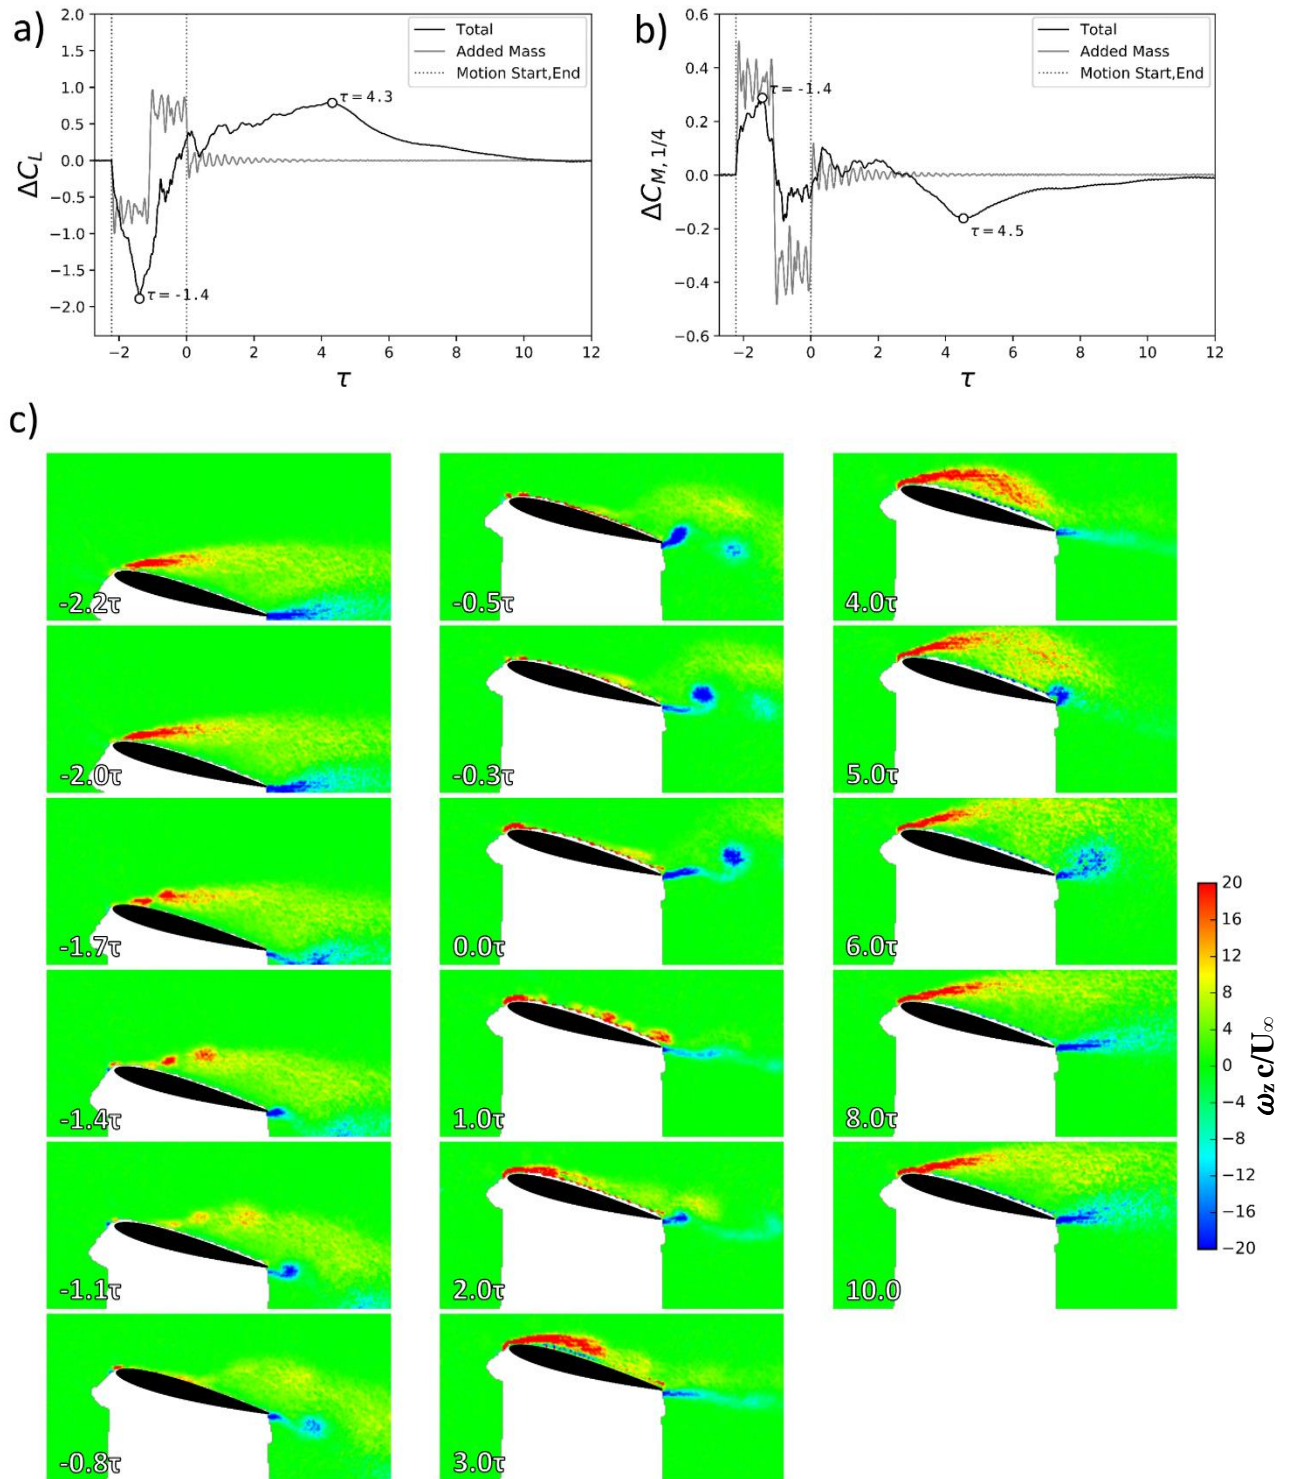 a)
2.0
1.5
1.0
0.5
0.0
−0.5
−1.0
−1.5
−2.0
ΔC_L
Total
Added Mass
Motion Start,End
τ= 4.3
τ= -1.4
−2 0 2 4 6 8 10 12
τ
b)
0.6
0.4
0.2
0.0
−0.2
−0.4
−0.6
ΔC_M, 1/4
Total
Added Mass
Motion Start,End
τ= -1.4
τ= 4.5
−2 0 2 4 6 8 10 12
τ
c)
-2.2τ
-2.0τ
-1.7τ
-1.4τ
-1.1τ
-0.8τ
-0.5τ
-0.3τ
0.0τ
1.0τ
2.0τ
3.0τ
4.0τ
5.0τ
6.0τ
8.0τ
10.0
20
16
12
8
4
0
−4
−8
−12
−16
−20
ω_z c/U_∞